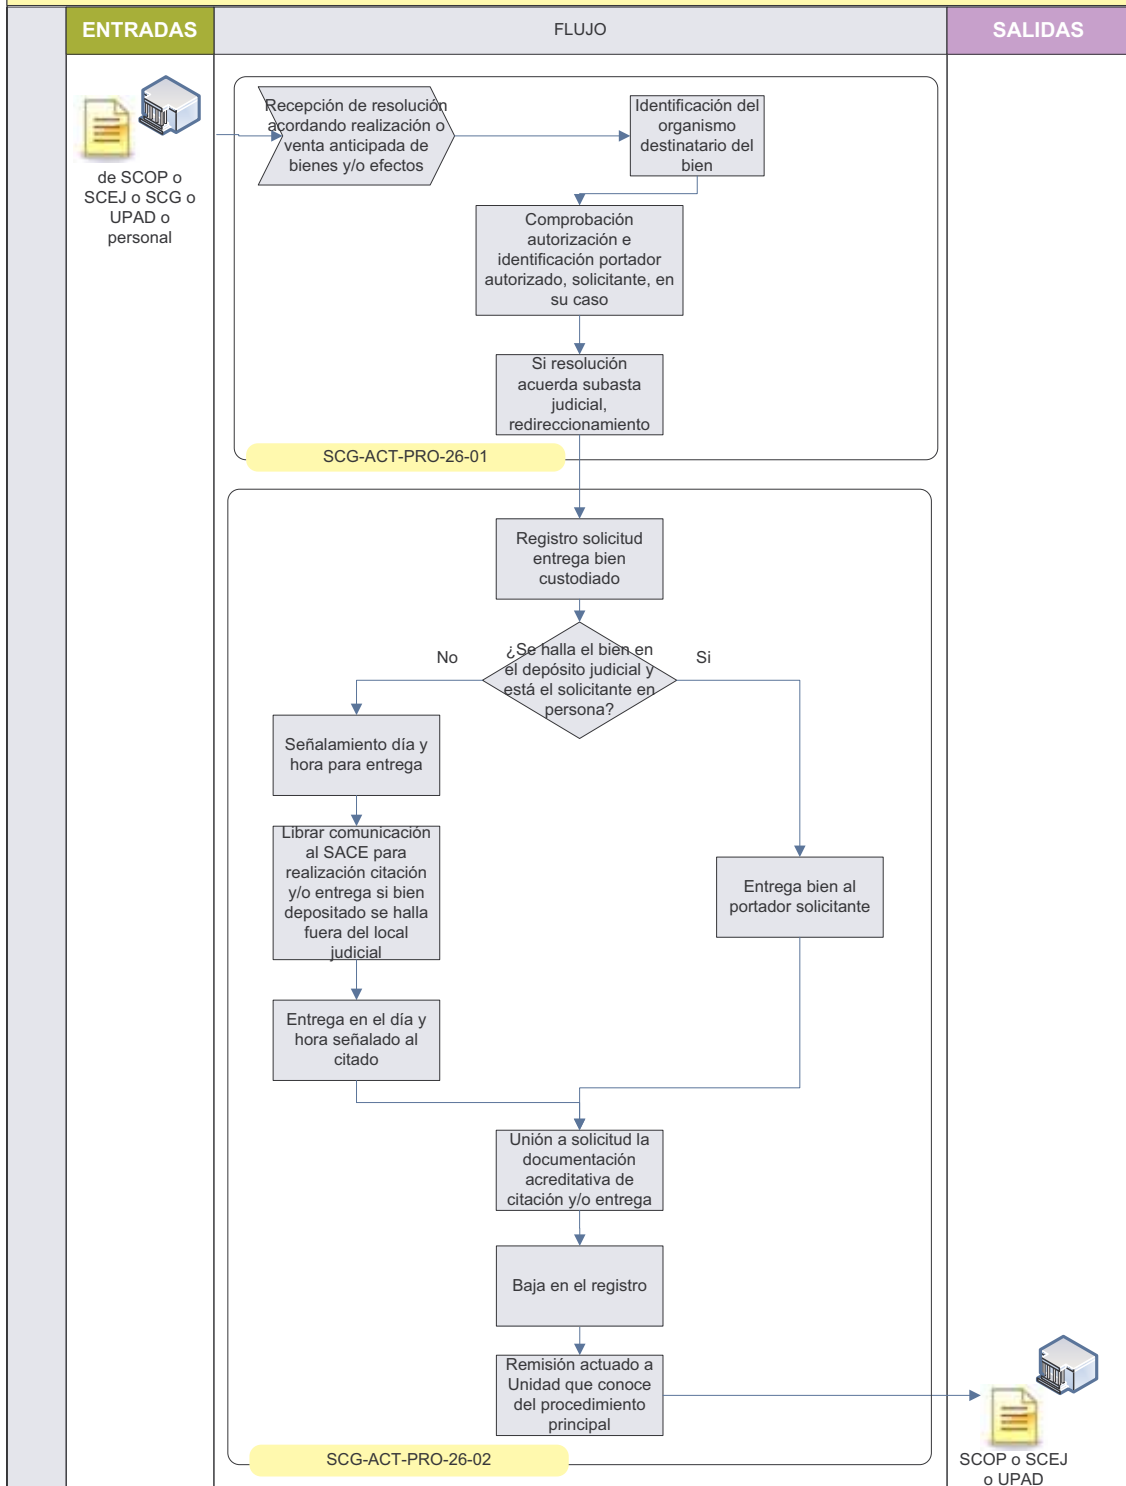 ENTRADAS
FLUJO
SALIDAS
de SCOP o
SCEJ o SCG o
UPAD o
personal
Recepción de resolución
acordando realización o
venta anticipada de
bienes y/o efectos
Identificación del
organismo
destinatario del
bien
Comprobación
autorización e
identificación portador
autorizado, solicitante, en
su caso
Si resolución
acuerda subasta
judicial,
redireccionamiento
SCG-ACT-PRO-26-01
Registro solicitud
entrega bien
custodiado
¿Se halla el bien en
el depósito judicial y
está el solicitante en
persona?
No
Si
Señalamiento día y
hora para entrega
Librar comunicación
al SACE para
realización citación
y/o entrega si bien
depositado se halla
fuera del local
judicial
Entrega bien al
portador solicitante
Entrega en el día y
hora señalado al
citado
Unión a solicitud la
documentación
acreditativa de
citación y/o entrega
Baja en el registro
Remisión actuado a
Unidad que conoce
del procedimiento
principal
SCG-ACT-PRO-26-02
SCOP o SCEJ
o UPAD